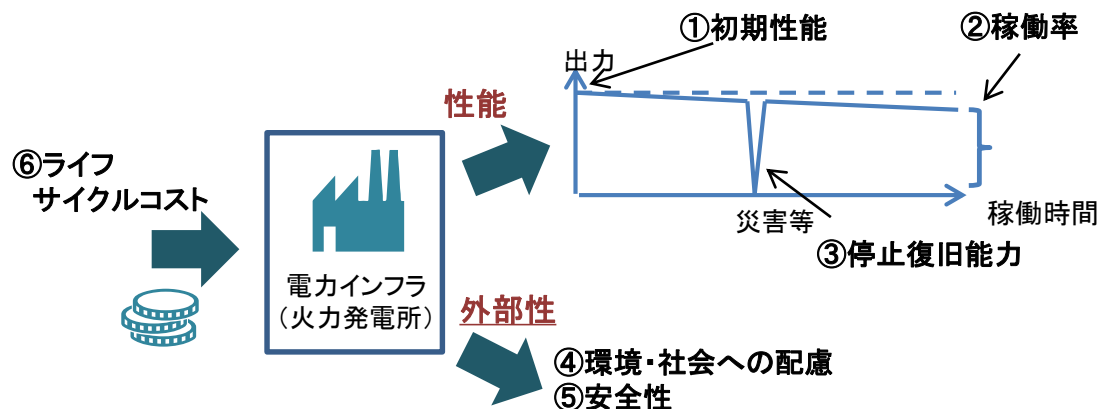 ①初期性能
②稼働率
出力
性能
⑥ライフ
サイクルコスト
災害等
稼働時間
③停止復旧能力
電力インフラ
（火力発電所）
外部性
④環境・社会への配慮
⑤安全性